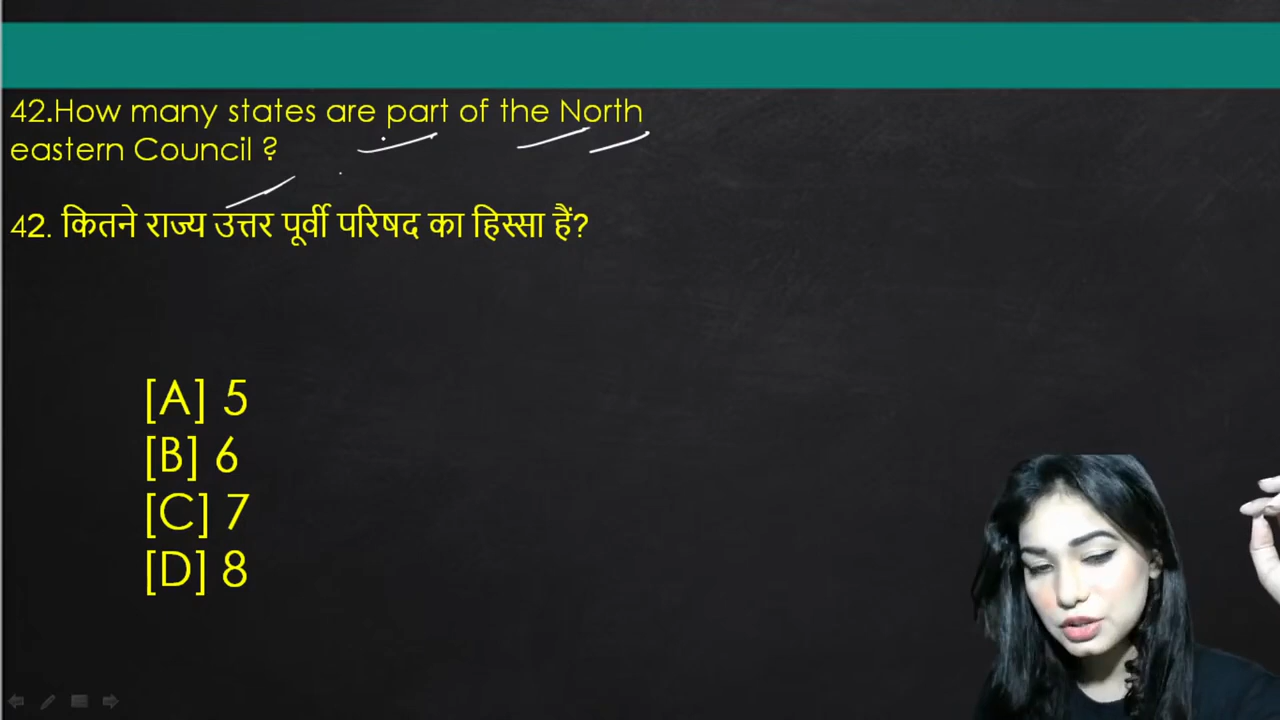 42.How many states are part of the North
eastern Council ?
42. कितने राज्य उत्तर पूर्वी परिषद का हिस्सा हैं?
[A] 5
[B] 6
[C] 7
[D] 8